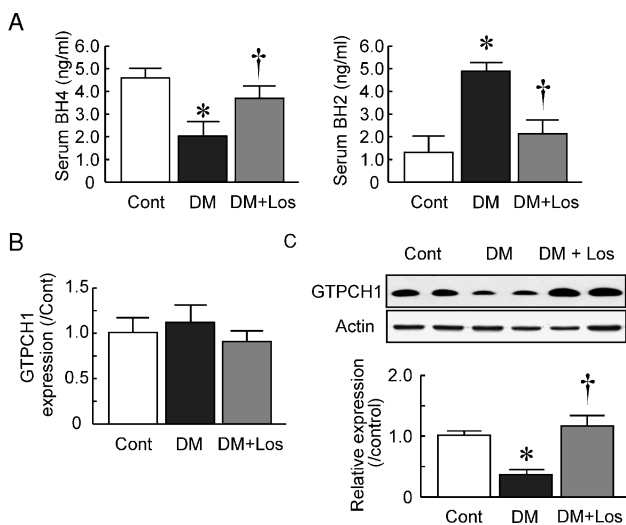 A
Serum BH4 (ng/ml)
6.0
5.0
4.0
3.0
2.0
1.0
0
*
†
Cont DM DM+Los
Serum BH2 (ng/ml)
6.0
5.0
4.0
3.0
2.0
1.0
0
*
†
Cont DM DM+Los
B
GTPCH1
expression (/Cont)
1.5
1.0
0.5
0
Cont DM DM+Los
C
Cont DM DM + Los
GTPCH1
Actin
Relative expression
(/control)
2.0
1.0
0
*
†
Cont DM DM+Los